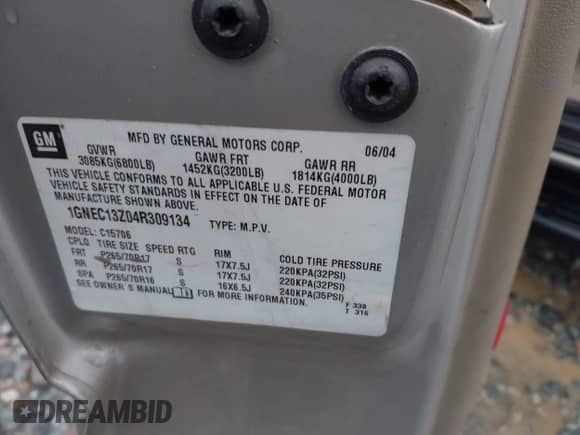 GM
MFD BY GENERAL MOTORS CORP. 06/04
GVWR GAWR FRT GAWR RR
3085KG(6800LB) 1452KG(3200LB) 1814KG(4000LB)
THIS VEHICLE CONFORMS TO ALL APPLICABLE U.S. FEDERAL MOTOR
VEHICLE SAFETY STANDARDS IN EFFECT ON THE DATE OF
MANUFACTURE SHOWN ABOVE.
1GNEC13Z04R309134 TYPE: M.P.V.
MODEL: C15706
CPLQ TIRE SIZE SPEED RTG RIM COLD TIRE PRESSURE
FRT P265/70R17 S 17X7.5J 220KPA(32PSI)
RR P265/70R17 S 17X7.5J 220KPA(32PSI)
SPA P265/70R16 S 16X6.5J 240KPA(35PSI)
SEE OWNER'S MANUAL FOR MORE INFORMATION. F 339
T 316
DREAMBID